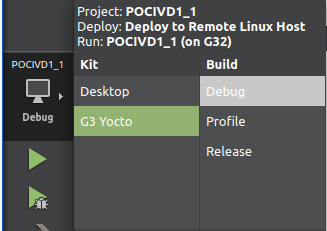 Project: POCIVD1_1
Deploy: Deploy to Remote Linux Host
Run: POCIVD1_1 (on G32)
POCIVD1_1
Debug
Kit
Build
Desktop
Debug
G3 Yocto
Profile
Release